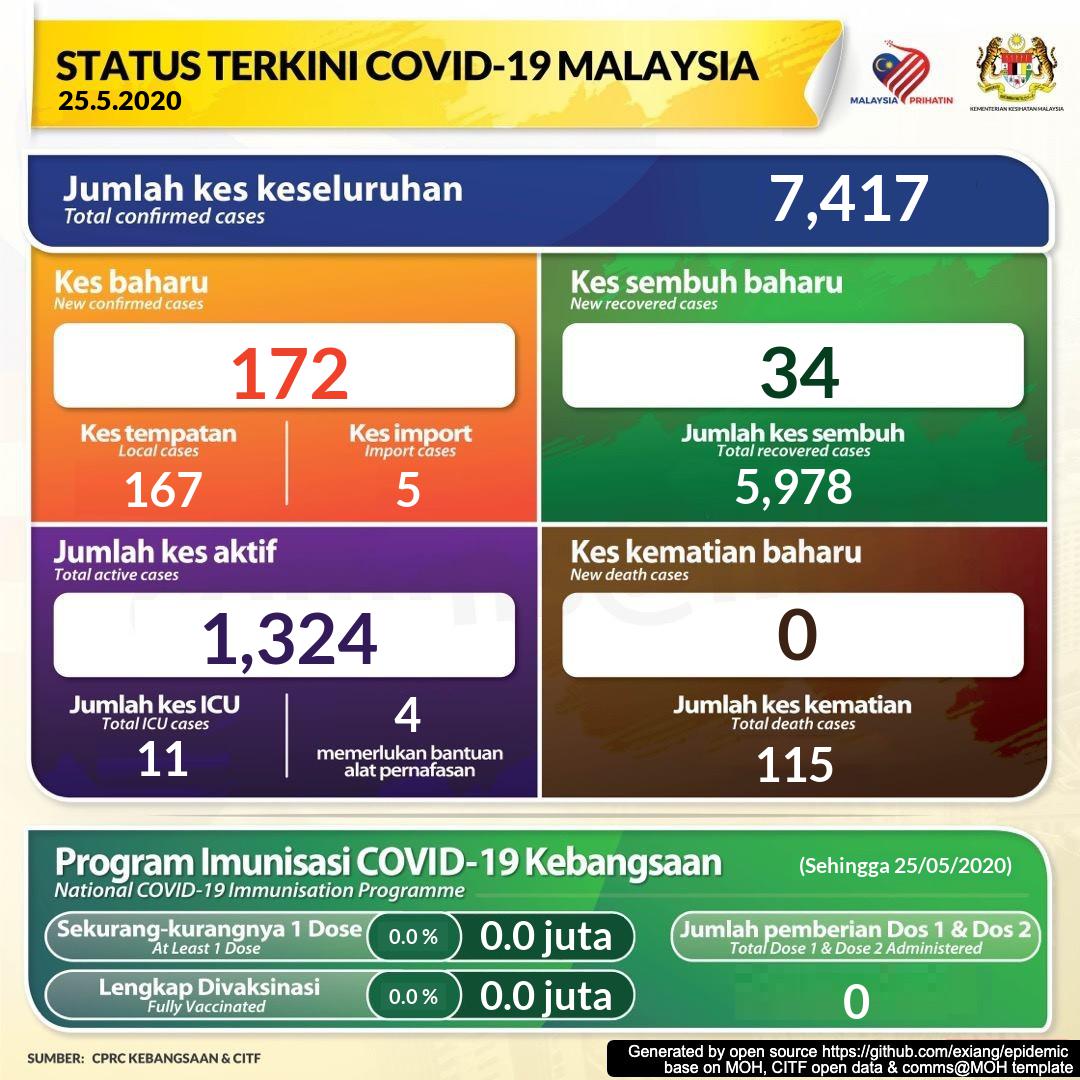 STATUS TERKINI COVID-19 MALAYSIA
25.5.2020
MALAYSIA PRIHATIN
KEMENTERIAN KESIHATAN MALAYSIA
Jumlah kes keseluruhan
Total confirmed cases
7,417
Kes baharu
New confirmed cases
172
Kes tempatan
Local cases
167
Kes import
Import cases
5
Kes sembuh baharu
New recovered cases
34
Jumlah kes sembuh
Total recovered cases
5,978
Jumlah kes aktif
Total active cases
1,324
Jumlah kes ICU
Total ICU cases
11
4
memerlukan bantuan
alat pernafasan
Kes kematian baharu
New death cases
0
Jumlah kes kematian
Total death cases
115
Program Imunisasi COVID-19 Kebangsaan
National COVID-19 Immunisation Programme
(Sehingga 25/05/2020)
Sekurang-kurangnya 1 Dose
At Least 1 Dose
0.0 %
0.0 juta
Lengkap Divaksinasi
Fully Vaccinated
0.0 %
0.0 juta
Jumlah pemberian Dos 1 & Dos 2
Total Dose 1 & Dose 2 Administered
0
SUMBER: CPRC KEBANGSAAN & CITF
Generated by open source https://github.com/exiang/epidemic
base on MOH, CITF open data & comms@MOH template